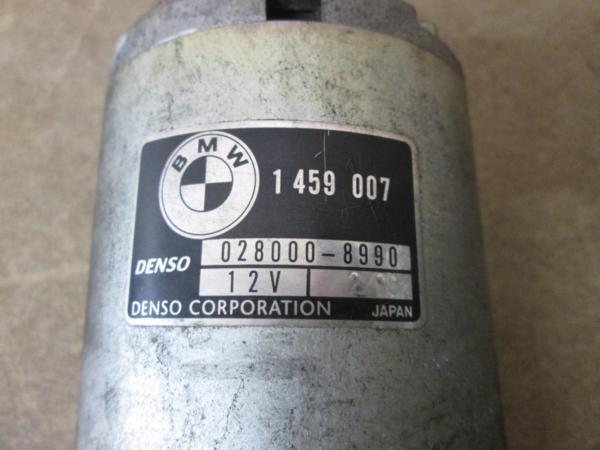 BMW
1 459 007
DENSO 028000-8990
12V
DENSO CORPORATION JAPAN